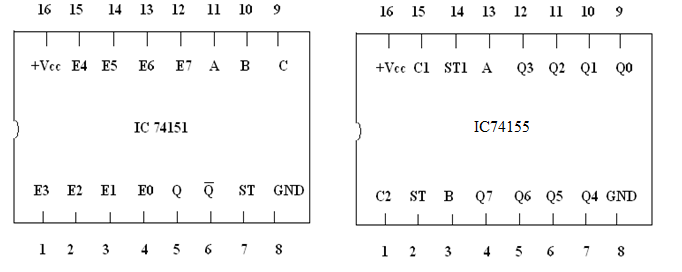 16 15 14 13 12 11 10 9
+Vcc E4 E5 E6 E7 A B C
IC 74151
E3 E2 E1 E0 Q Q̅ ST GND
1 2 3 4 5 6 7 8
16 15 14 13 12 11 10 9
+Vcc C1 ST1 A Q3 Q2 Q1 Q0
IC74155
C2 ST B Q7 Q6 Q5 Q4 GND
1 2 3 4 5 6 7 8